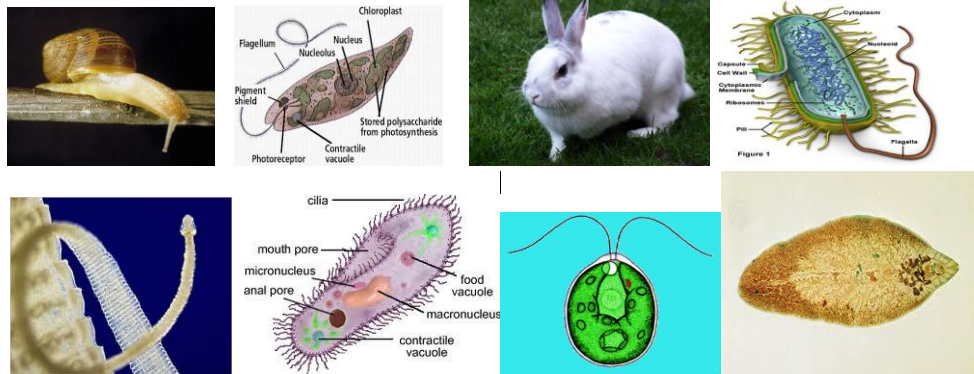 Chloroplast
Flagellum
Nucleus
Nucleolus
Pigment
shield
Stored polysaccharide
from photosynthesis
Contractile
vacuole
Photoreceptor
Cytoplasm
Nucleoid
Capsule
Cell Wall
Cytoplasmic
Membrane
Ribosomes
Pili
Flagella
Figure 1
cilia
mouth pore
micronucleus
anal pore
food
vacuole
macronucleus
contractile
vacuole